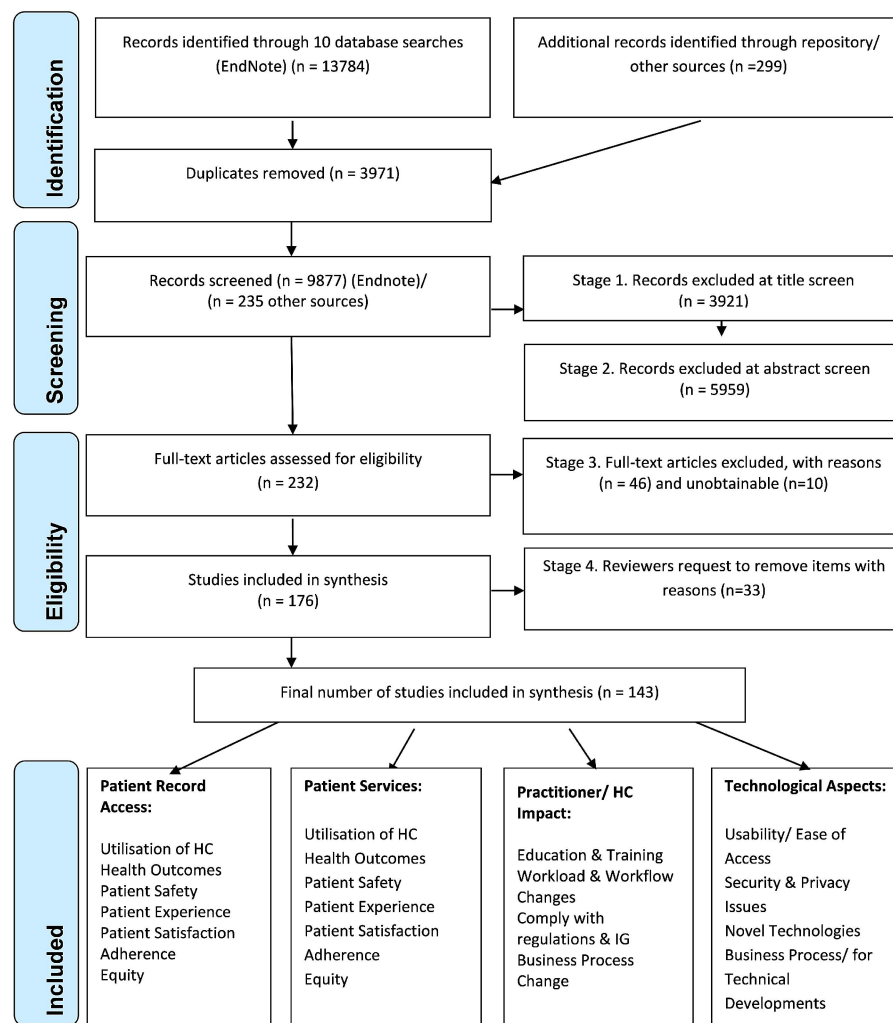 Identification
Records identified through 10 database searches
(EndNote) (n = 13784)
Additional records identified through repository/
other sources (n =299)
Duplicates removed (n = 3971)
Screening
Records screened (n = 9877) (Endnote)/
(n = 235 other sources)
Stage 1. Records excluded at title screen
(n = 3921)
Stage 2. Records excluded at abstract screen
(n = 5959)
Eligibility
Full-text articles assessed for eligibility
(n = 232)
Stage 3. Full-text articles excluded, with reasons
(n = 46) and unobtainable (n=10)
Studies included in synthesis
(n = 176)
Stage 4. Reviewers request to remove items with
reasons (n=33)
Final number of studies included in synthesis (n = 143)
Included
Patient Record
Access:
Utilisation of HC
Health Outcomes
Patient Safety
Patient Experience
Patient Satisfaction
Adherence
Equity
Patient Services:
Utilisation of HC
Health Outcomes
Patient Safety
Patient Experience
Patient Satisfaction
Adherence
Equity
Practitioner/ HC
Impact:
Education & Training
Workload & Workflow
Changes
Comply with
regulations & IG
Business Process
Change
Technological Aspects:
Usability/ Ease of
Access
Security & Privacy
Issues
Novel Technologies
Business Process/ for
Technical
Developments